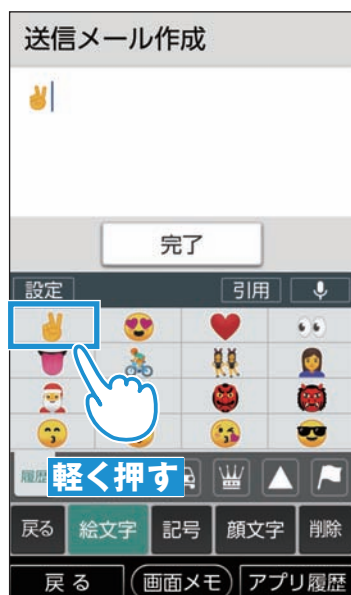 送信メール作成
完了
設定 引用
履歴
軽く押す
戻る 絵文字 記号 顔文字 削除
戻る 画面メモ アプリ履歴